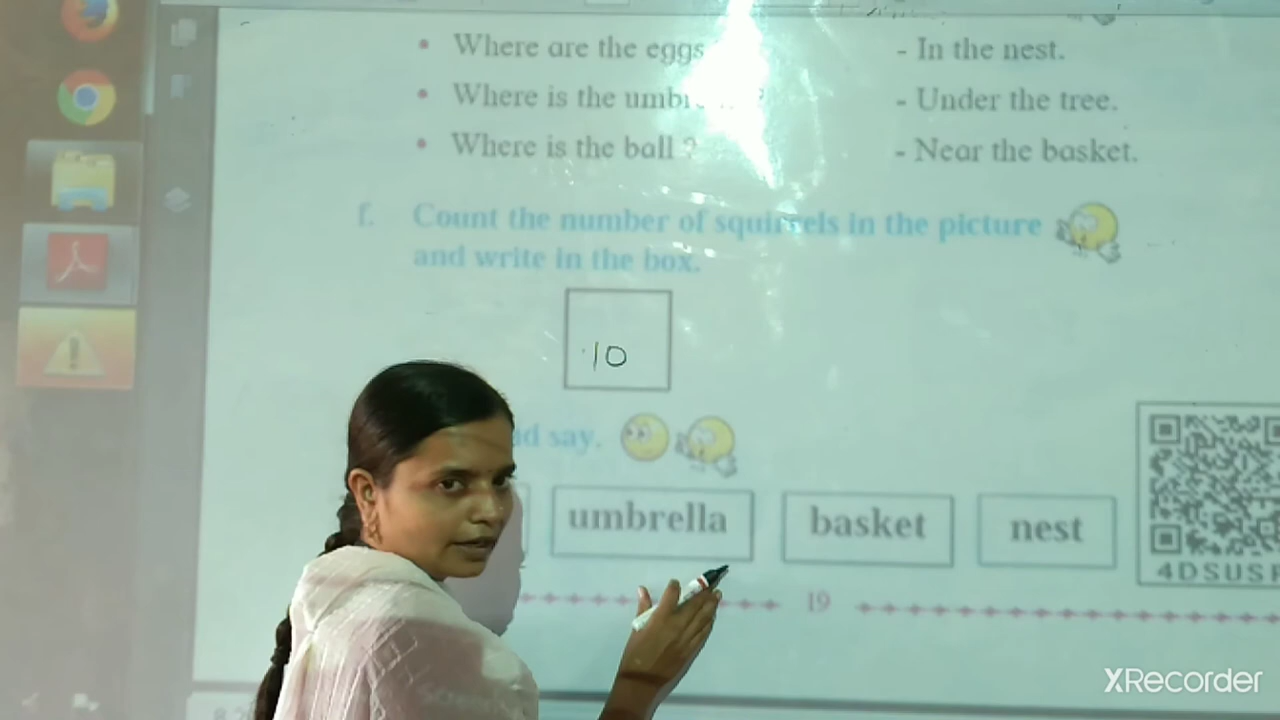 • Where are the eggs - In the nest.
• Where is the ? - Under the tree.
• Where is the ball ? - Near the basket.
f. Count the number of squirrels in the picture
and write in the box.
10
say.
umbrella basket nest
4DSUSF
19
XRecorder